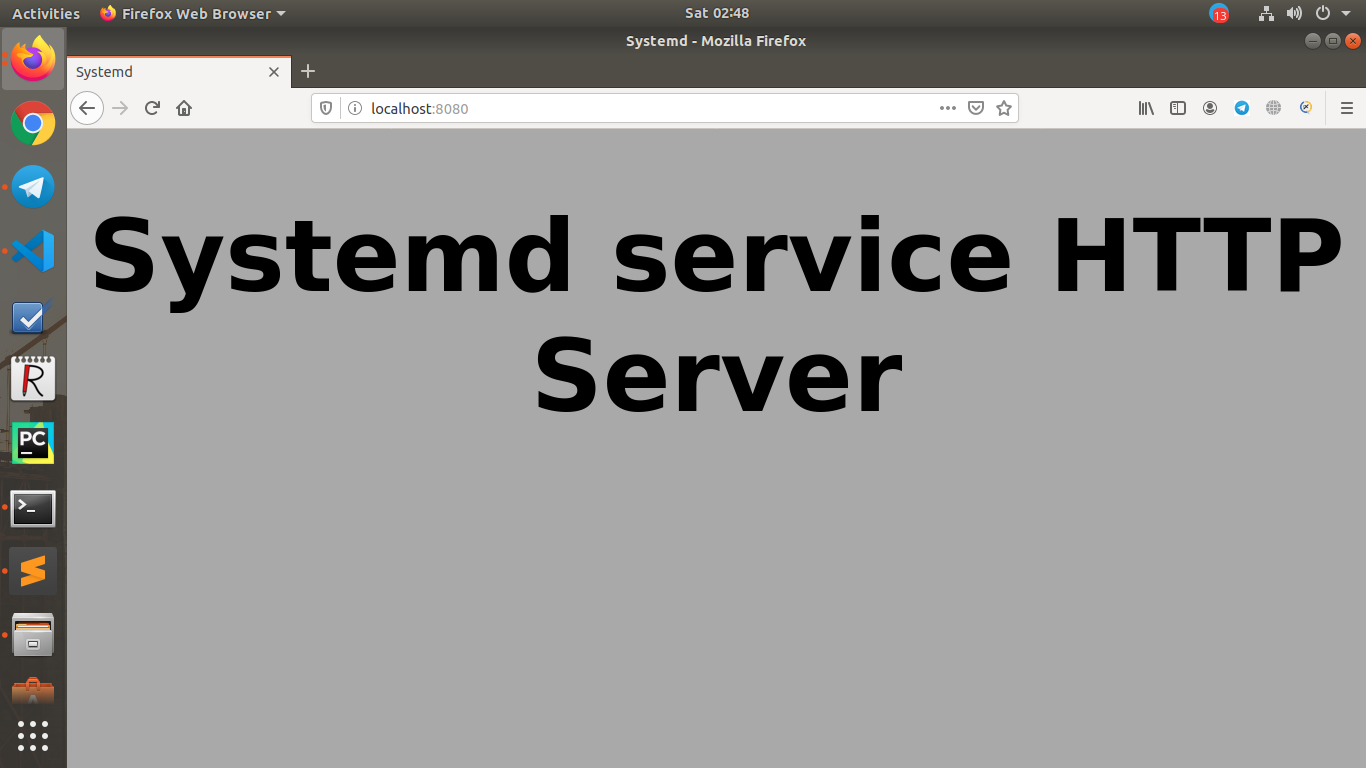 Activities Firefox Web Browser Sat 02:48 13
Systemd - Mozilla Firefox
Systemd
localhost:8080
Systemd service HTTP
Server
R
PC